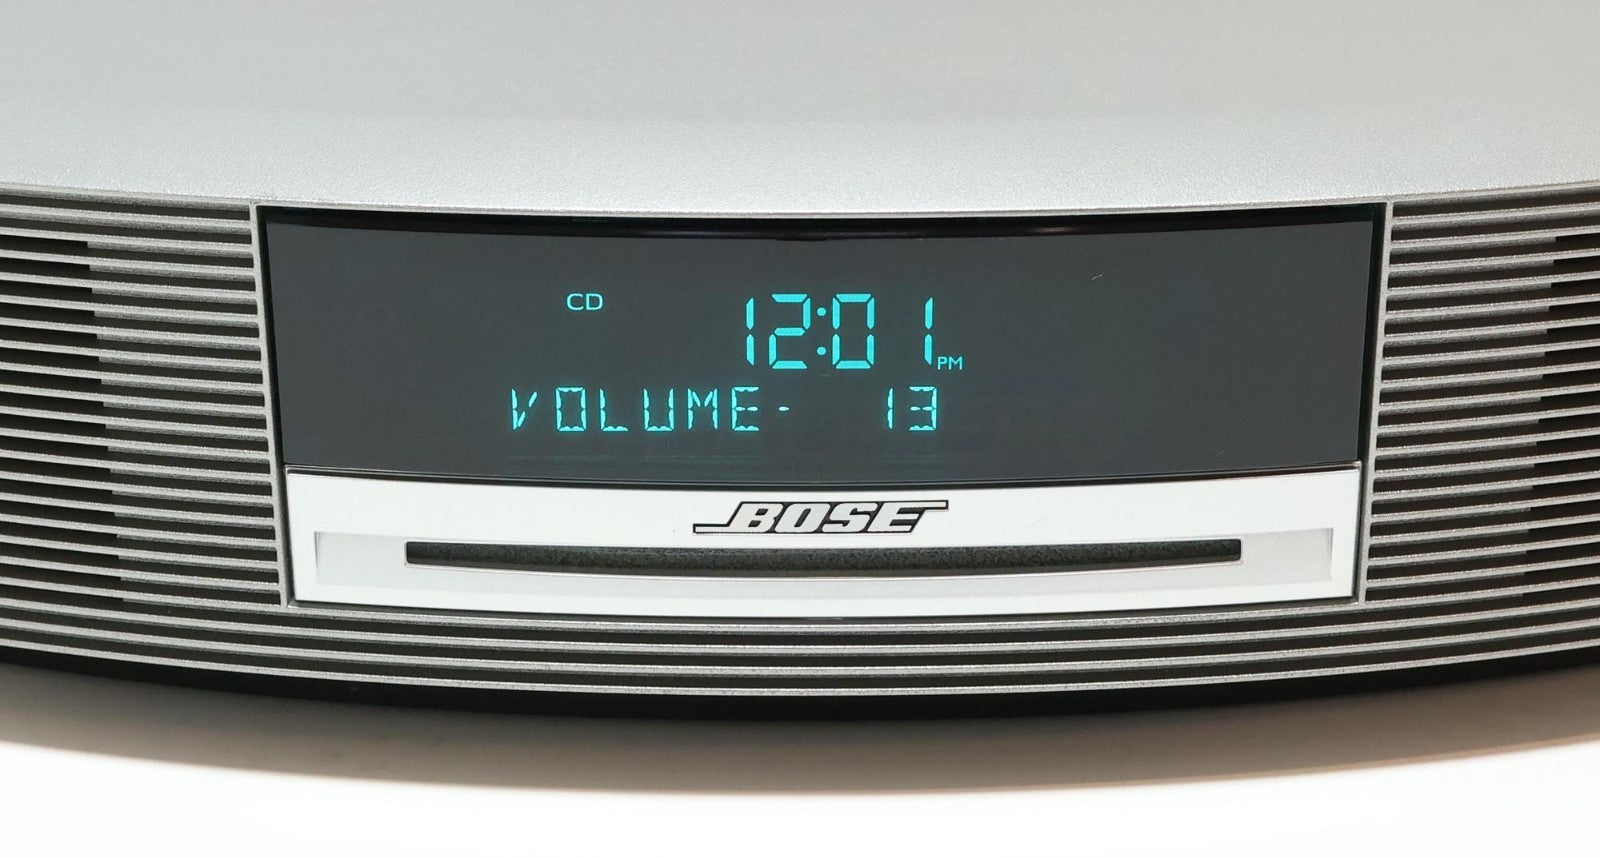 CD 12:01 PM
VOLUME- 13
BOSE